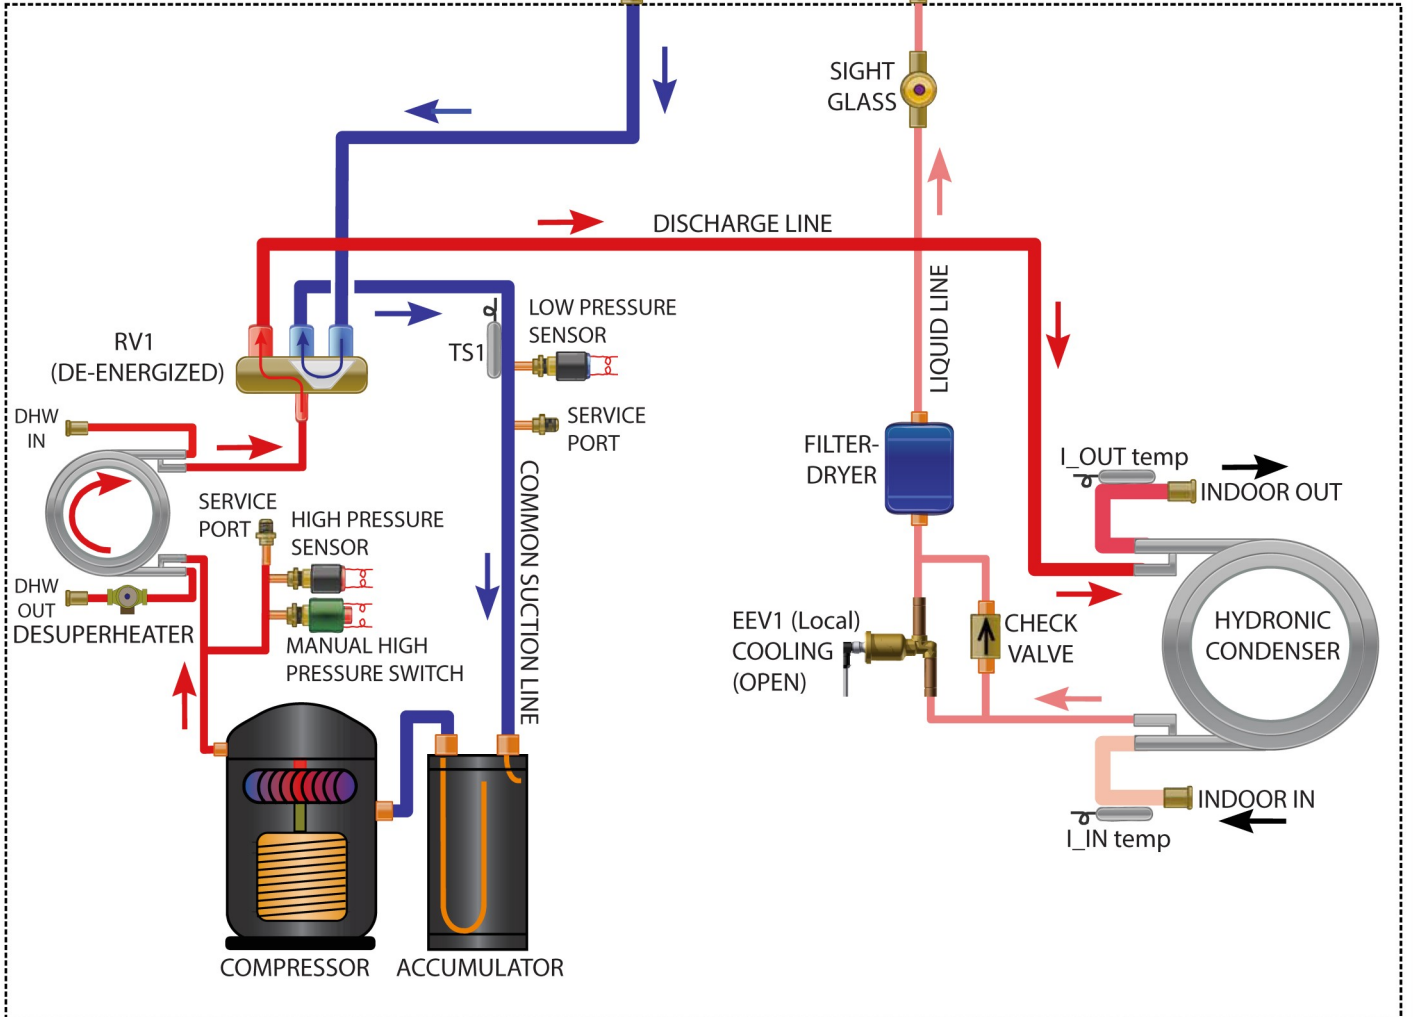 SIGHT
GLASS
DISCHARGE LINE
LIQUID LINE
LOW PRESSURE
SENSOR
TS1
RV1
(DE-ENERGIZED)
SERVICE
PORT
DHW
IN
FILTER-
DRYER
I_OUT temp
INDOOR OUT
COMMON SUCTION LINE
SERVICE
PORT
HIGH PRESSURE
SENSOR
DHW
OUT
DESUPERHEATER
MANUAL HIGH
PRESSURE SWITCH
EEV1 (Local)
COOLING
(OPEN)
CHECK
VALVE
HYDRONIC
CONDENSER
INDOOR IN
I_IN temp
COMPRESSOR
ACCUMULATOR